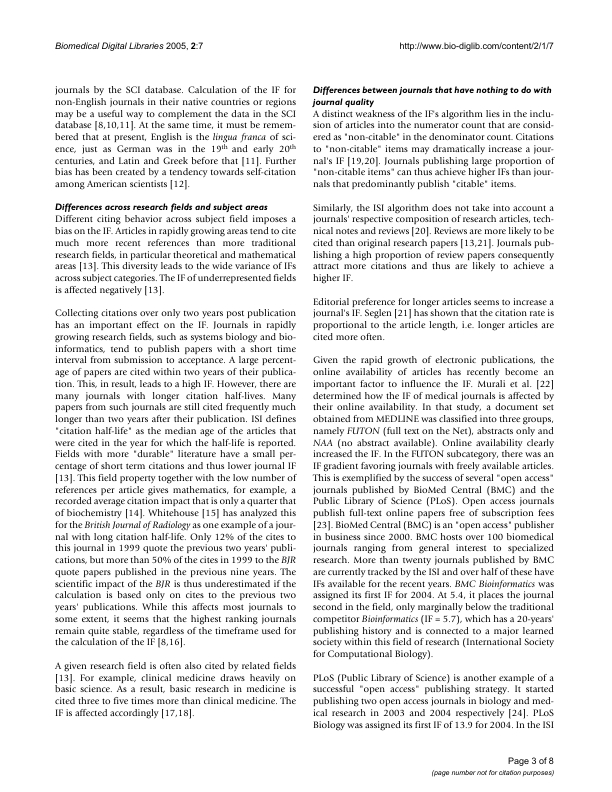 Biomedical Digital Libraries 2005, 2:7
http://www.bio-diglib.com/content/2/1/7
journals by the SCI database. Calculation of the IF for
non-English journals in their native countries or regions
may be a useful way to complement the data in the SCI
database [8,10,11]. At the same time, it must be remem-
bered that at present, English is the lingua franca of sci-
ence, just as German was in the 19th and early 20th
centuries, and Latin and Greek before that [11]. Further
bias has been created by a tendency towards self-citation
among American scientists [12].
Differences across research fields and subject areas
Different citing behavior across subject field imposes a
bias on the IF. Articles in rapidly growing areas tend to cite
much more recent references than more traditional
research fields, in particular theoretical and mathematical
areas [13]. This diversity leads to the wide variance of IFs
across subject categories. The IF of underrepresented fields
is affected negatively [13].
Collecting citations over only two years post publication
has an important effect on the IF. Journals in rapidly
growing research fields, such as systems biology and bio-
informatics, tend to publish papers with a short time
interval from submission to acceptance. A large percent-
age of papers are cited within two years of their publica-
tion. This, in result, leads to a high IF. However, there are
many journals with longer citation half-lives. Many
papers from such journals are still cited frequently much
longer than two years after their publication. ISI defines
"citation half-life" as the median age of the articles that
were cited in the year for which the half-life is reported.
Fields with more "durable" literature have a small per-
centage of short term citations and thus lower journal IF
[13]. This field property together with the low number of
references per article gives mathematics, for example, a
recorded average citation impact that is only a quarter that
of biochemistry [14]. Whitehouse [15] has analyzed this
for the British Journal of Radiology as one example of a jour-
nal with long citation half-life. Only 12% of the cites to
this journal in 1999 quote the previous two years' publi-
cations, but more than 50% of the cites in 1999 to the BJR
quote papers published in the previous nine years. The
scientific impact of the BJR is thus underestimated if the
calculation is based only on cites to the previous two
years' publications. While this affects most journals to
some extent, it seems that the highest ranking journals
remain quite stable, regardless of the timeframe used for
the calculation of the IF [8,16].
A given research field is often also cited by related fields
[13]. For example, clinical medicine draws heavily on
basic science. As a result, basic research in medicine is
cited three to five times more than clinical medicine. The
IF is affected accordingly [17,18].
Differences between journals that have nothing to do with
journal quality
A distinct weakness of the IF's algorithm lies in the inclu-
sion of articles into the numerator count that are consid-
ered as "non-citable" in the denominator count. Citations
to "non-citable" items may dramatically increase a jour-
nal's IF [19,20]. Journals publishing large proportion of
"non-citable items" can thus achieve higher IFs than jour-
nals that predominantly publish "citable" items.
Similarly, the ISI algorithm does not take into account a
journals' respective composition of research articles, tech-
nical notes and reviews [20]. Reviews are more likely to be
cited than original research papers [13,21]. Journals pub-
lishing a high proportion of review papers consequently
attract more citations and thus are likely to achieve a
higher IF.
Editorial preference for longer articles seems to increase a
journal's IF. Seglen [21] has shown that the citation rate is
proportional to the article length, i.e. longer articles are
cited more often.
Given the rapid growth of electronic publications, the
online availability of articles has recently become an
important factor to influence the IF. Murali et al. [22]
determined how the IF of medical journals is affected by
their online availability. In that study, a document set
obtained from MEDLINE was classified into three groups,
namely FUTON (full text on the Net), abstracts only and
NAA (no abstract available). Online availability clearly
increased the IF. In the FUTON subcategory, there was an
IF gradient favoring journals with freely available articles.
This is exemplified by the success of several "open access"
journals published by BioMed Central (BMC) and the
Public Library of Science (PLoS). Open access journals
publish full-text online papers free of subscription fees
[23]. BioMed Central (BMC) is an "open access" publisher
in business since 2000. BMC hosts over 100 biomedical
journals ranging from general interest to specialized
research. More than twenty journals published by BMC
are currently tracked by the ISI and over half of these have
IFs available for the recent years. BMC Bioinformatics was
assigned its first IF for 2004. At 5.4, it places the journal
second in the field, only marginally below the traditional
competitor Bioinformatics (IF = 5.7), which has a 20-years'
publishing history and is connected to a major learned
society within this field of research (International Society
for Computational Biology).
PLoS (Public Library of Science) is another example of a
successful "open access" publishing strategy. It started
publishing two open access journals in biology and med-
ical research in 2003 and 2004 respectively [24]. PLoS
Biology was assigned its first IF of 13.9 for 2004. In the ISI
Page 3 of 8
(page number not for citation purposes)